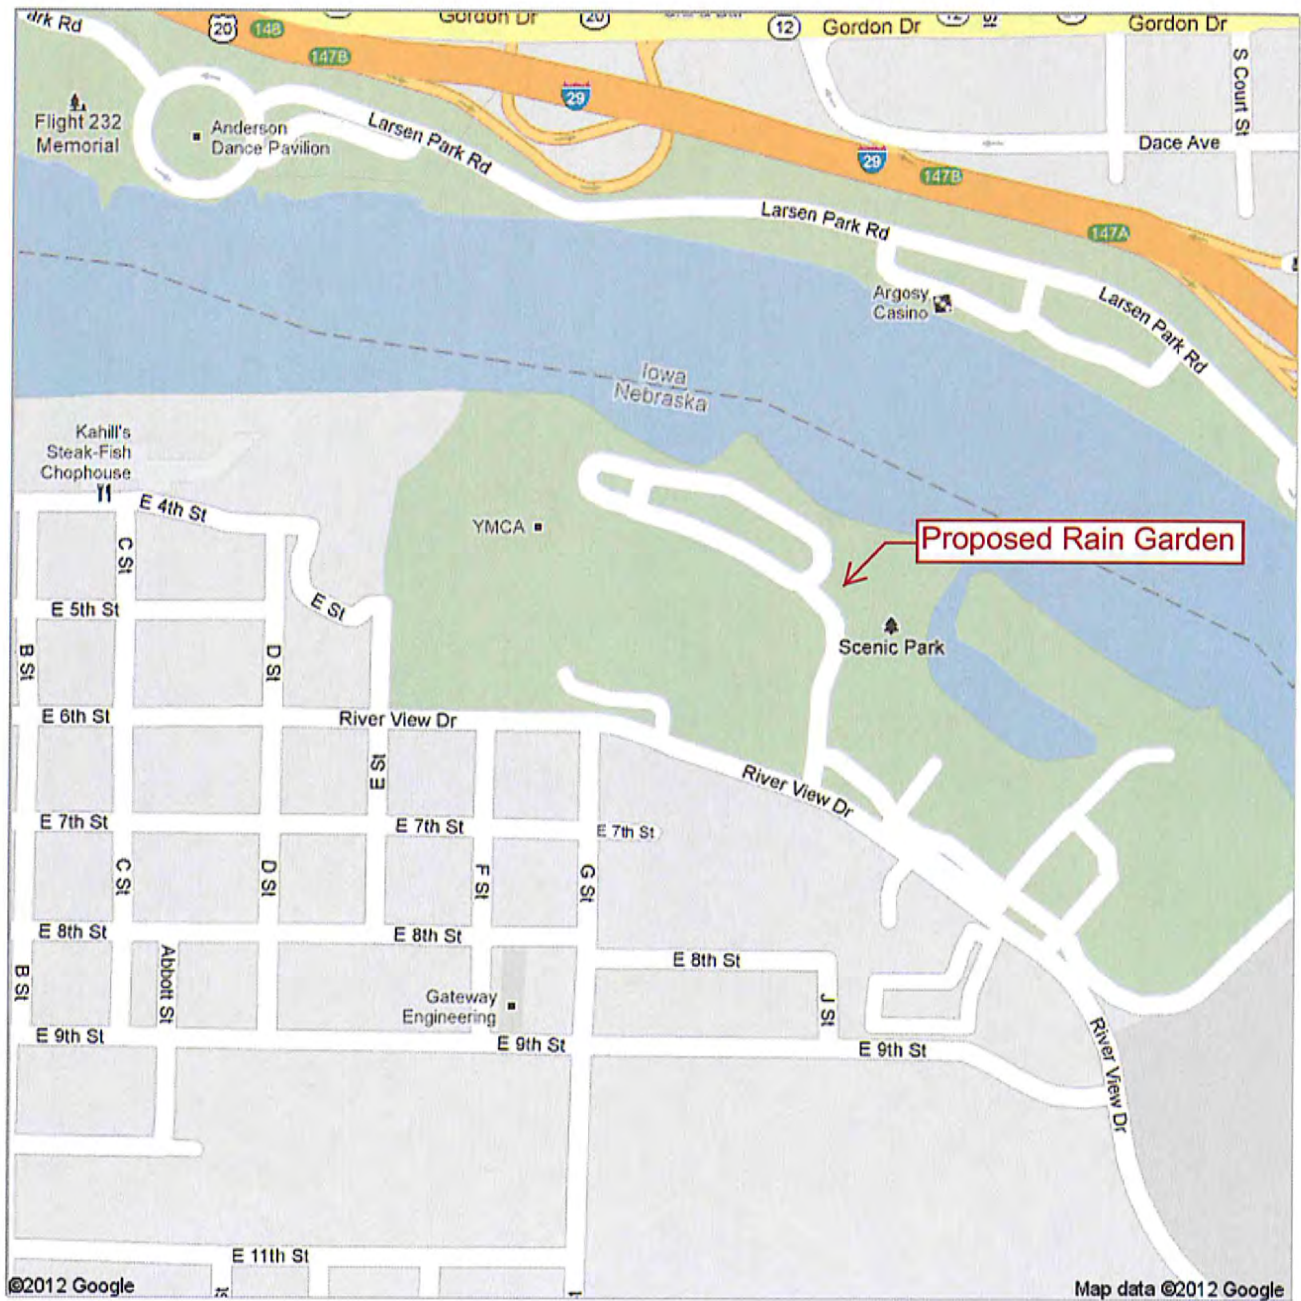 ark Rd
20
148
147B
Gordon Dr
20
12
Gordon Dr
St
Gordon Dr
29
S Court St
Flight 232
Memorial
Anderson
Dance Pavilion
Larsen Park Rd
29
147B
Dace Ave
Larsen Park Rd
147A
Argosy
Casino
Larsen Park Rd
Iowa
Nebraska
Kahill's
Steak-Fish
Chophouse
E 4th St
YMCA
Proposed Rain Garden
C St
E 5th St
E St
B St
D St
Scenic Park
E 6th St
River View Dr
E St
River View Dr
E 7th St
E 7th St
E 7th St
C St
D St
F St
G St
E 8th St
E 8th St
E 8th St
B St
Abbott St
Gateway
Engineering
J St
E 9th St
E 9th St
E 9th St
River View Dr
E 11th St
©2012 Google
Map data ©2012 Google